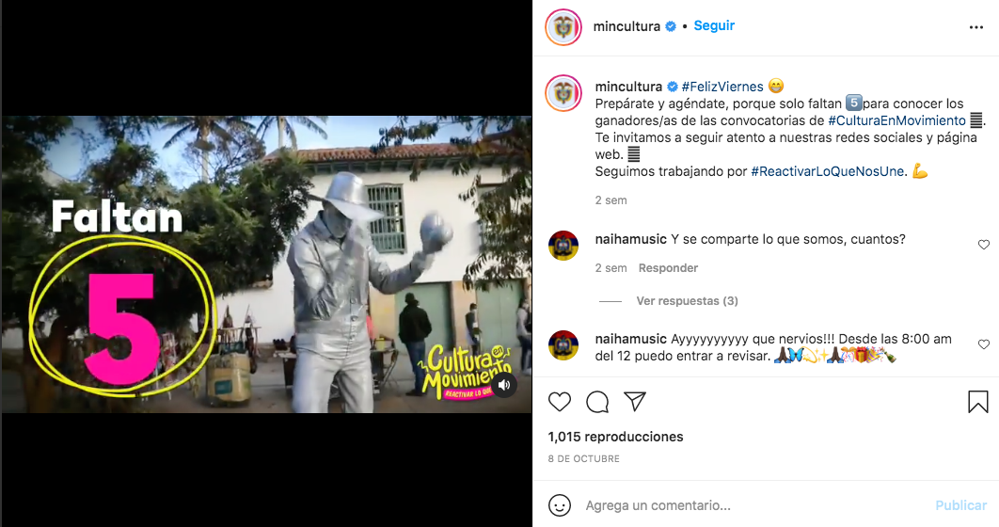 Faltan
5
Cultura en
Movimiento
REACTIVAR LO QUE
mincultura • Seguir
mincultura #FelizViernes 😁
Prepárate y agéndate, porque solo faltan 5️⃣para conocer los
ganadores/as de las convocatorias de #CulturaEnMovimiento .
Te invitamos a seguir atento a nuestras redes sociales y página
web.
Seguimos trabajando por #ReactivarLoQueNosUne. 💪
2 sem
naihamusic Y se comparte lo que somos, cuantos?
2 sem Responder
Ver respuestas (3)
naihamusic Ayyyyyyyyyy que nervios!!! Desde las 8:00 am
del 12 puedo entrar a revisar.
1,015 reproducciones
8 DE OCTUBRE
Agrega un comentario...
Publicar